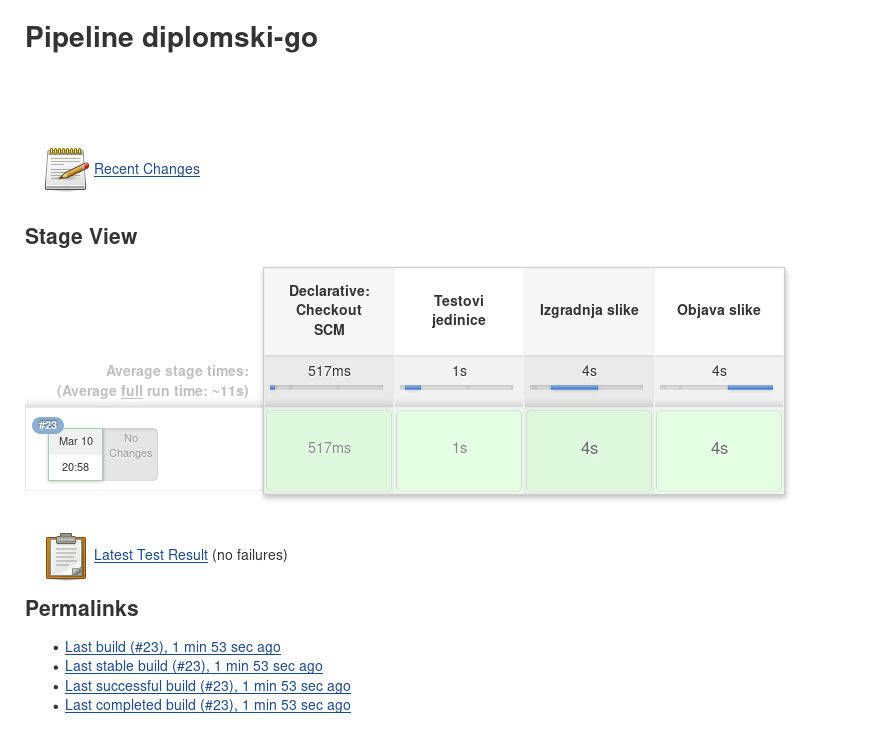 Pipeline diplomski-go
Recent Changes
Stage View
Declarative: Checkout SCM
Testovi jedinice
Izgradnja slike
Objava slike
Average stage times:
(Average full run time: ~11s)
517ms
1s
4s
4s
#23
Mar 10
20:58
No Changes
517ms
1s
4s
4s
Latest Test Result (no failures)
Permalinks
• Last build (#23), 1 min 53 sec ago
• Last stable build (#23), 1 min 53 sec ago
• Last successful build (#23), 1 min 53 sec ago
• Last completed build (#23), 1 min 53 sec ago